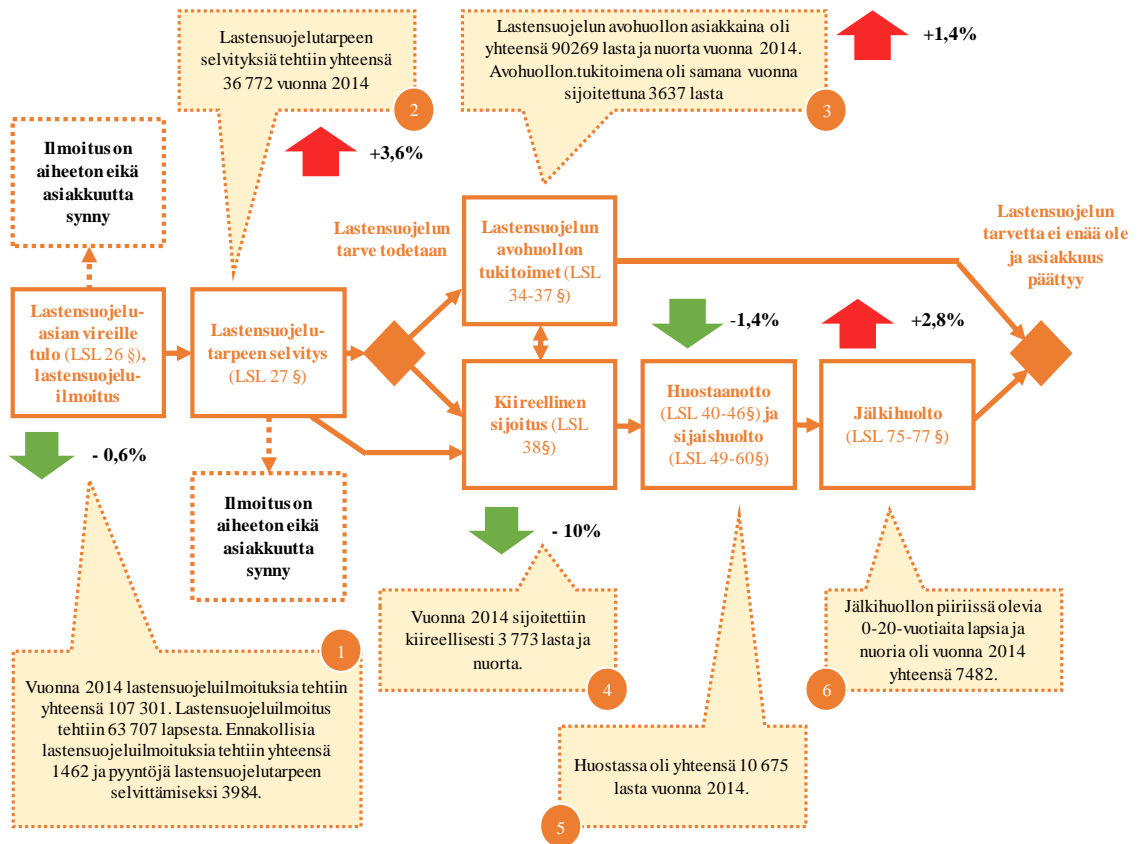 Lastensuojelutarpeen
selvityksiä tehtiin yhteensä
36 772 vuonna 2014
2
+3,6%
Lastensuojelun avohuollon asiakkaina oli
yhteensä 90269 lasta ja nuorta vuonna 2014.
Avohuollon.tukitoimena oli samana vuonna
sijoitettuna 3637 lasta
3
+1,4%
Ilmoitus on
aiheeton eikä
asiakkuutta
synny
Lastensuojelun
tarve todetaan
Lastensuojelun
avohuollon
tukitoimet (LSL
34-37 §)
Lastensuojelun
tarvetta ei enää ole
ja asiakkuus
päättyy
Lastensuojelu-
asian vireille
tulo (LSL 26 §),
lastensuojelu-
ilmoitus
Lastensuojelu-
tarpeen selvitys
(LSL 27 §)
-1,4%
+2,8%
Kiireellinen
sijoitus (LSL
38§)
Huostaanotto
(LSL 40-46§) ja
sijaishuolto
(LSL 49-60§)
Jälkihuolto
(LSL 75-77 §)
- 0,6%
Ilmoitus on
aiheeton eikä
asiakkuutta
synny
- 10%
1
Vuonna 2014 lastensuojeluilmoituksia tehtiin
yhteensä 107 301. Lastensuojeluilmoitus
tehtiin 63 707 lapsesta. Ennakollisia
lastensuojeluilmoituksia tehtiin yhteensä
1462 ja pyyntöjä lastensuojelutarpeen
selvittämiseksi 3984.
Vuonna 2014 sijoitettiin
kiireellisesti 3 773 lasta ja
nuorta.
4
Huostassa oli yhteensä 10 675
lasta vuonna 2014.
5
Jälkihuollon piiriissä olevia
0-20-vuotiaita lapsia ja
nuoria oli vuonna 2014
yhteensä 7482.
6